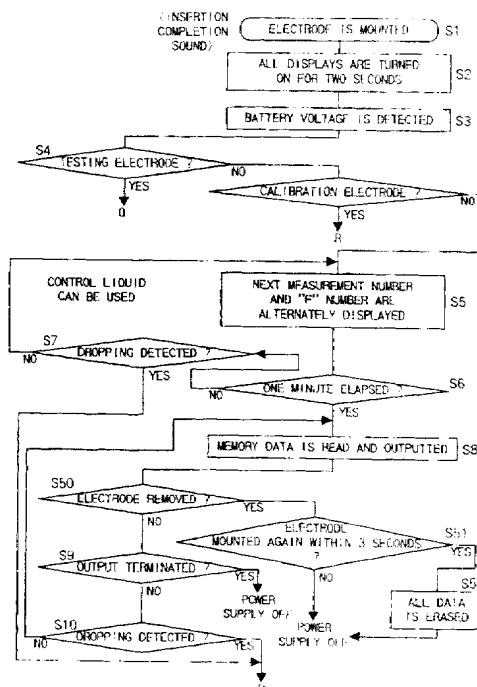 (INSERTION
COMPLETION
SOUND)
ELECTRODE IS MOUNTED
S1
ALL DISPLAYS ARE TURNED
ON FOR TWO SECONDS
S2
BATTERY VOLTAGE IS DETECTED
S3
S4
TESTING ELECTRODE ?
NO
YES
Q
CALIBRATION ELECTRODE ?
NO
YES
R
CONTROL LIQUID
CAN BE USED
NEXT MEASUREMENT NUMBER
AND "F" NUMBER ARE
ALTERNATELY DISPLAYED
S5
S7
DROPPING DETECTED ?
NO
YES
ONE MINUTE ELAPSED ?
S6
NO
YES
MEMORY DATA IS READ AND OUTPUTTED
S8
S50
ELECTRODE REMOVED ?
YES
NO
ELECTRODE
MOUNTED AGAIN WITHIN 3 SECONDS
?
S51
YES
NO
S9
OUTPUT TERMINATED ?
YES
NO
POWER
SUPPLY OFF
S5
ALL DATA
IS ERASED
POWER
SUPPLY OFF
S10
DROPPING DETECTED ?
NO
YES